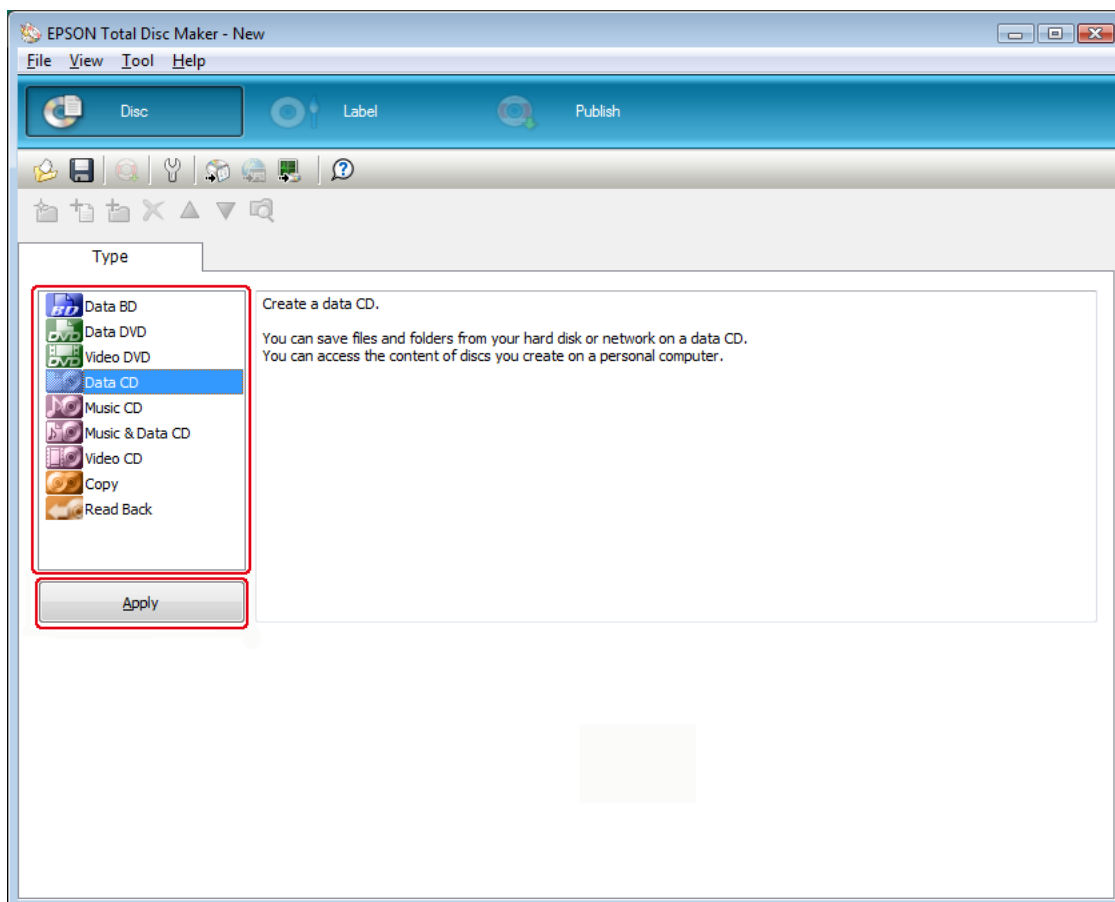 EPSON Total Disc Maker - New
File View Tool Help
Disc Label Publish
Type
BD Data BD
DVD Data DVD
DVD Video DVD
Data CD
Music CD
Music & Data CD
Video CD
Copy
Read Back
Apply
Create a data CD.
You can save files and folders from your hard disk or network on a data CD.
You can access the content of discs you create on a personal computer.